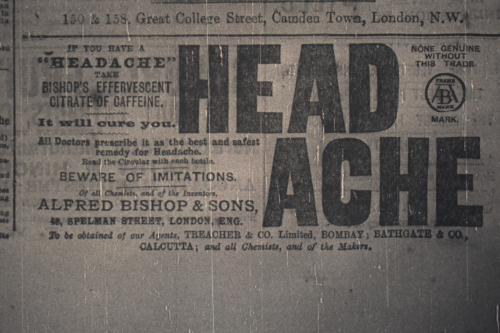 150 & 158, Great College Street, Camden Town, London, N.W.
IF YOU HAVE A
"HEADACHE"
TAKE
BISHOP'S EFFERVESCENT
CITRATE OF CAFFEINE.
It will cure you.
HEAD
ACHE
NONE GENUINE
WITHOUT
THIS TRADE
TRADE
AB
MARK
MARK.
All Doctors prescribe it as the best and safest
remedy for Headache.
Read the Circular with each bottle.
BEWARE OF IMITATIONS.
Of all Chemists, and of the Inventors,
ALFRED BISHOP & SONS,
48, SPELMAN STREET, LONDON, ENG.
To be obtained of our Agents, TREACHER & CO. Limited, BOMBAY; BATHGATE & CO.,
CALCUTTA; and all Chemists, and of the Makers.